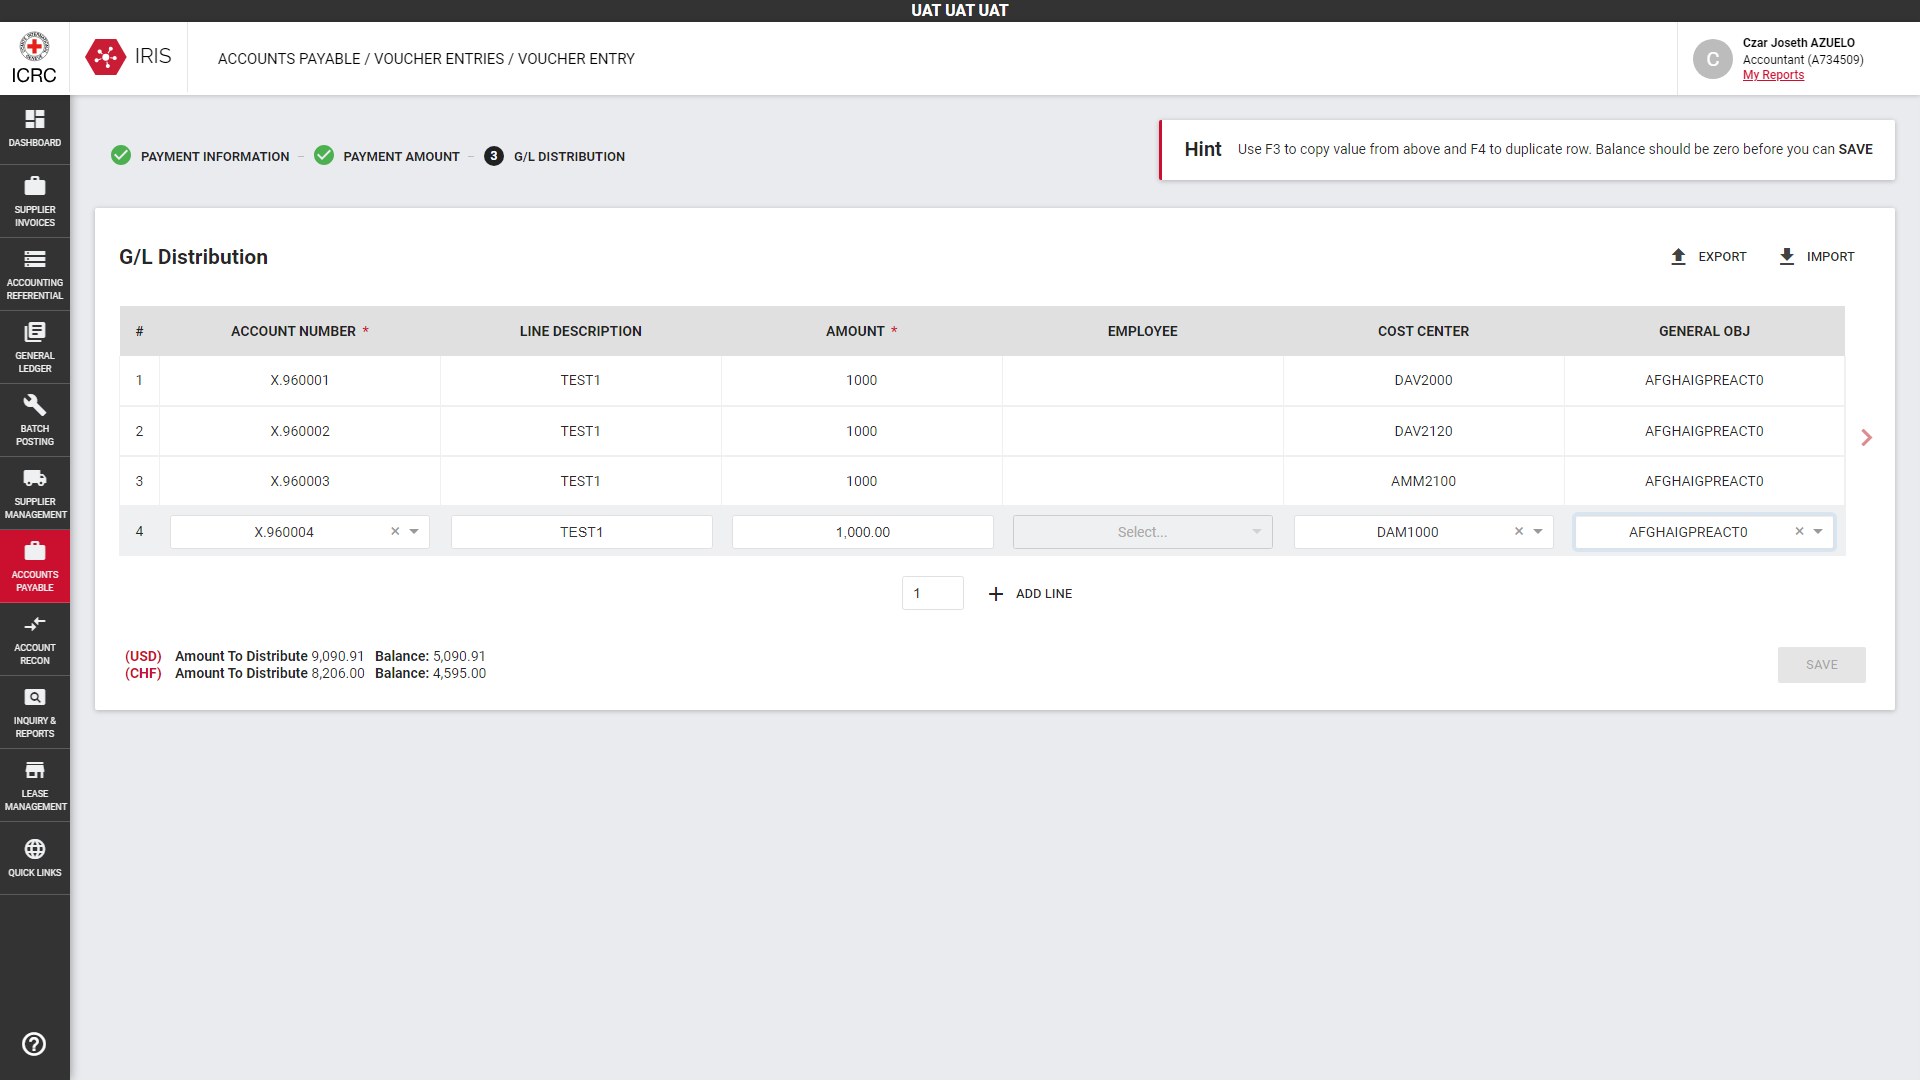 UAT UAT UAT
ICRC
IRIS
ACCOUNTS PAYABLE / VOUCHER ENTRIES / VOUCHER ENTRY
C
Czar Joseth AZUELO
Accountant (A734509)
My Reports
DASHBOARD
SUPPLIER
INVOICES
ACCOUNTING
REFERENTIAL
GENERAL
LEDGER
BATCH
POSTING
SUPPLIER
MANAGEMENT
ACCOUNTS
PAYABLE
ACCOUNT
RECON
INQUIRY &
REPORTS
LEASE
MANAGEMENT
QUICK LINKS
PAYMENT INFORMATION
PAYMENT AMOUNT
3 G/L DISTRIBUTION
Hint Use F3 to copy value from above and F4 to duplicate row. Balance should be zero before you can SAVE
G/L Distribution
EXPORT
IMPORT
# ACCOUNT NUMBER * LINE DESCRIPTION AMOUNT * EMPLOYEE COST CENTER GENERAL OBJ
1 X.960001 TEST1 1000 DAV2000 AFGHAIGPREACT0
2 X.960002 TEST1 1000 DAV2120 AFGHAIGPREACT0
3 X.960003 TEST1 1000 AMM2100 AFGHAIGPREACT0
4 X.960004 TEST1 1,000.00 Select... DAM1000 AFGHAIGPREACT0
1 ADD LINE
(USD) Amount To Distribute 9,090.91 Balance: 5,090.91
(CHF) Amount To Distribute 8,206.00 Balance: 4,595.00
SAVE